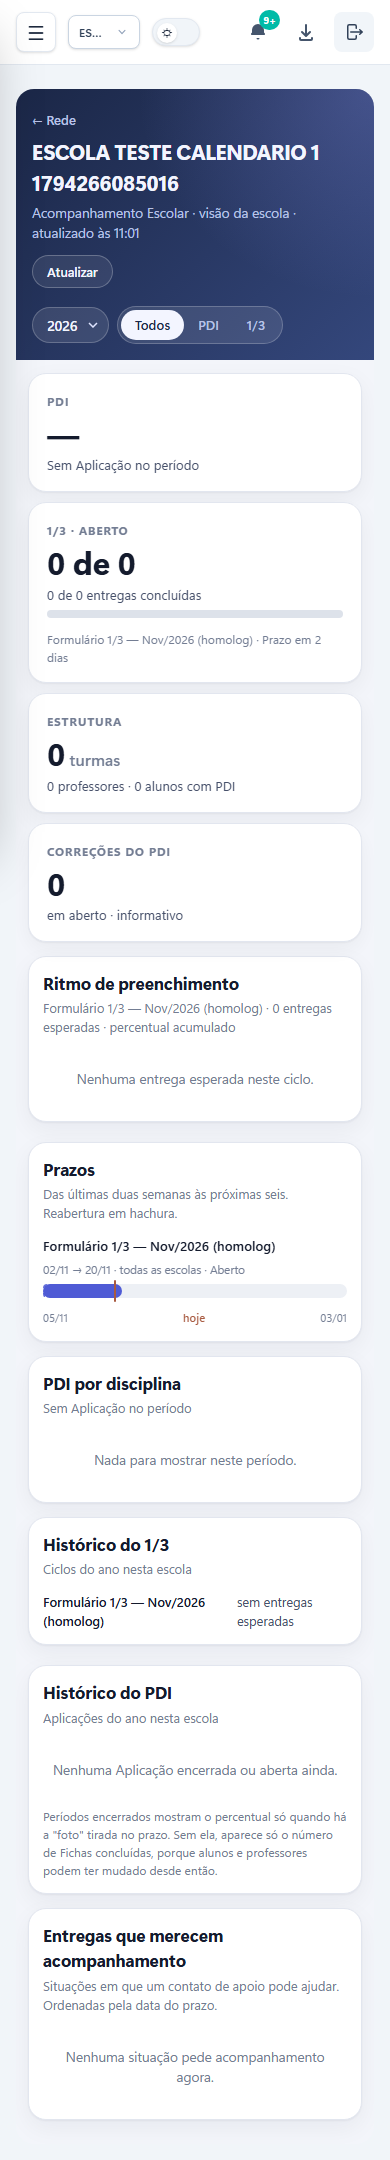 ES...
9+
← Rede
ESCOLA TESTE CALENDARIO 1
1794266085016
Acompanhamento Escolar · visão da escola ·
atualizado às 11:01
Atualizar
2026
Todos PDI 1/3
PDI
—
Sem Aplicação no período
1/3 · ABERTO
0 de 0
0 de 0 entregas concluídas
Formulário 1/3 — Nov/2026 (homolog) · Prazo em 2
dias
ESTRUTURA
0 turmas
0 professores · 0 alunos com PDI
CORREÇÕES DO PDI
0
em aberto · informativo
Ritmo de preenchimento
Formulário 1/3 — Nov/2026 (homolog) · 0 entregas
esperadas · percentual acumulado
Nenhuma entrega esperada neste ciclo.
Prazos
Das últimas duas semanas às próximas seis.
Reabertura em hachura.
Formulário 1/3 — Nov/2026 (homolog)
02/11 → 20/11 · todas as escolas · Aberto
05/11 hoje 03/01
PDI por disciplina
Sem Aplicação no período
Nada para mostrar neste período.
Histórico do 1/3
Ciclos do ano nesta escola
Formulário 1/3 — Nov/2026 sem entregas
(homolog) esperadas
Histórico do PDI
Aplicações do ano nesta escola
Nenhuma Aplicação encerrada ou aberta ainda.
Períodos encerrados mostram o percentual só quando há
a "foto" tirada no prazo. Sem ela, aparece só o número
de Fichas concluídas, porque alunos e professores
podem ter mudado desde então.
Entregas que merecem
acompanhamento
Situações em que um contato de apoio pode ajudar.
Ordenadas pela data do prazo.
Nenhuma situação pede acompanhamento
agora.